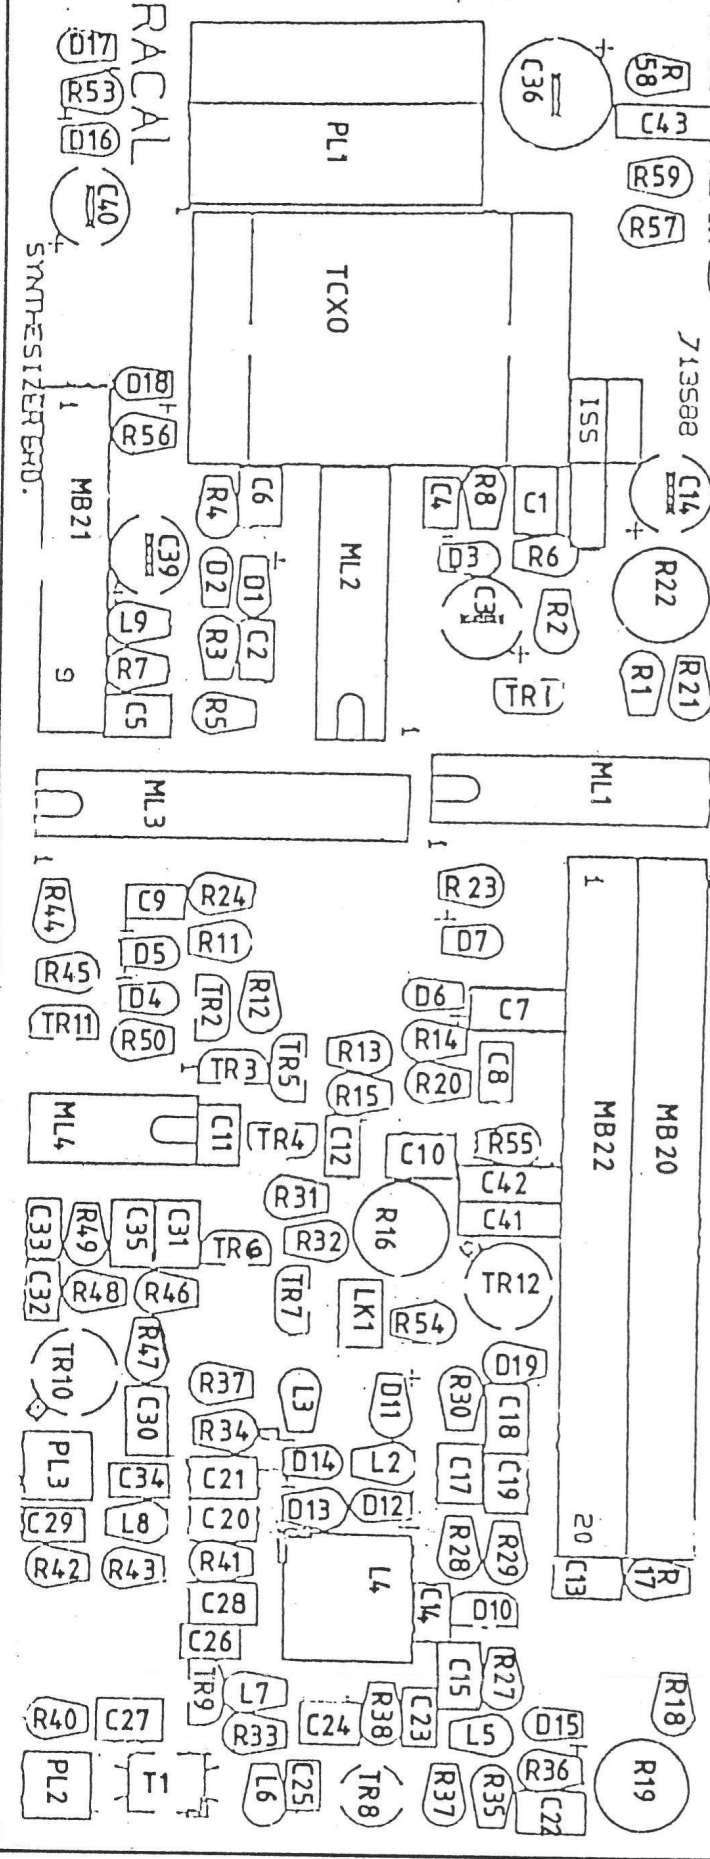 RACAL
D17
R53
D16
C40
SYNTHESIZER BRD.
PL1
C36
R
58
C43
R59
R57
TCX0
713588
ISS
C14
D18
R56
1
MB21
9
C39
L9
R7
C5
R4
C6
D2
D1
R3
C2
R5
ML2
1
C4
R8
C1
D3
R6
C3
R2
TR1
R22
R1
R21
ML3
1
ML1
1
R44
C9
R24
R23
1
R45
D5
R11
D7
TR11
D4
TR2
R12
D6
C7
R50
TR3
TR5
R13
R14
R15
R20
C8
MB22
MB20
ML4
C11
TR4
C12
C10
R55
C42
C41
R31
R32
R16
C33
R49
C35
C31
TR6
C32
R48
R46
TR7
LK1
R54
TR12
TR10
R47
R37
L3
D11
R30
D19
C30
R34
C18
PL3
C34
C21
D14
L2
C17
C19
C29
L8
C20
D13
D12
20
R42
R43
R41
L4
R28
R29
C13
R
17
C28
C14
D10
C26
TR9
L7
C15
R27
R18
R40
C27
R33
C24
R38
C23
L5
D15
PL2
T1
L6
C25
TR8
R37
R35
R36
C22
R19